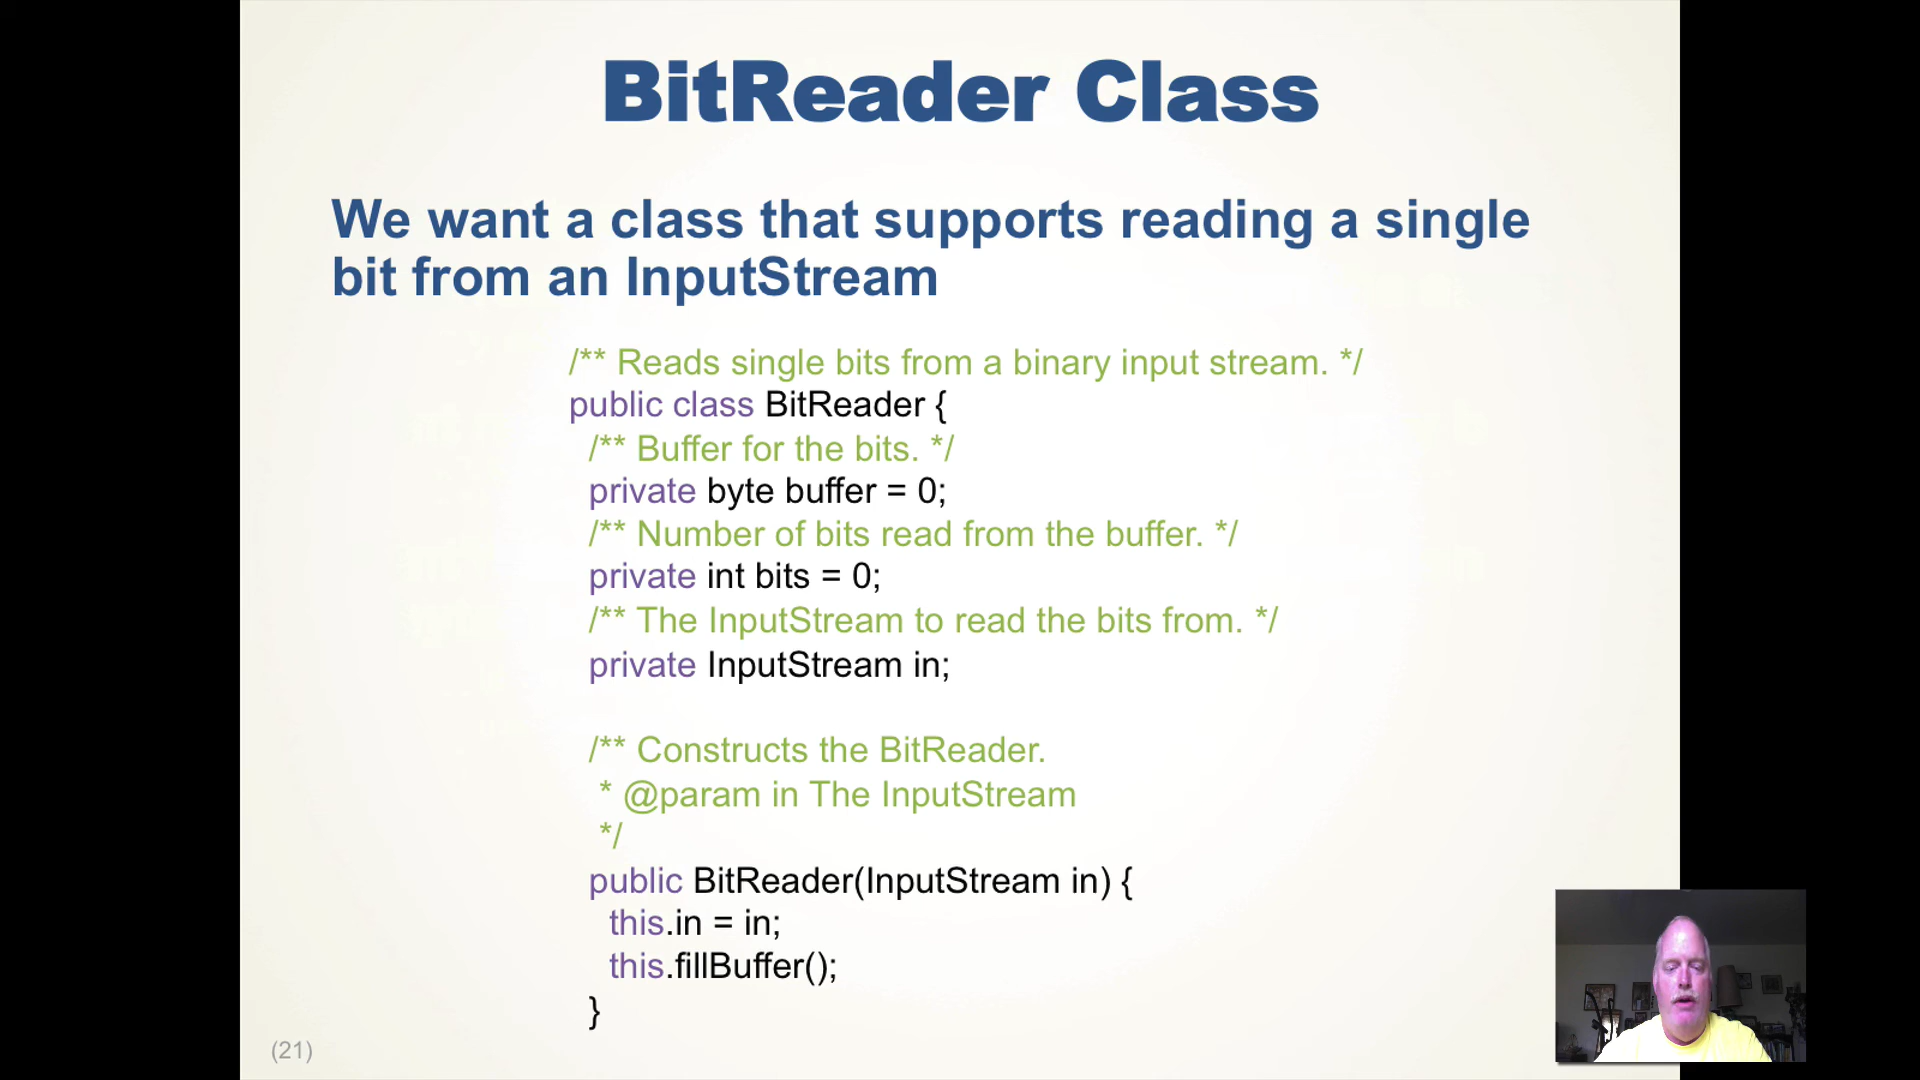 BitReader Class
We want a class that supports reading a single
bit from an InputStream
/** Reads single bits from a binary input stream. */
public class BitReader {
/** Buffer for the bits. */
private byte buffer = 0;
/** Number of bits read from the buffer. */
private int bits = 0;
/** The InputStream to read the bits from. */
private InputStream in;
/** Constructs the BitReader.
* @param in The InputStream
*/
public BitReader(InputStream in) {
this.in = in;
this.fillBuffer();
}
(21)